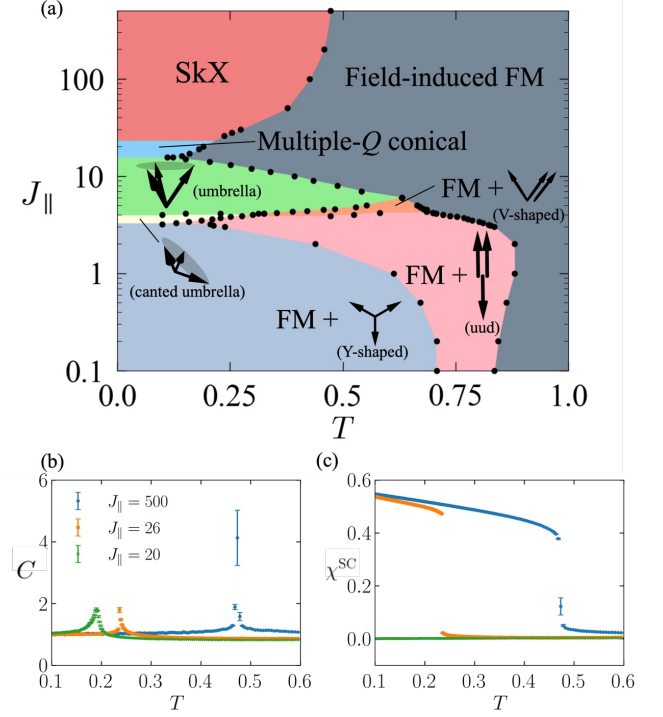 (a)
SkX
Field-induced FM
100
Multiple-Q conical
10
J∥
(umbrella)
FM +
(V-shaped)
1
(canted umbrella)
FM +
(uud)
FM +
(Y-shaped)
0.1
0.0 0.25 0.5 0.75 1.0
T
(b) (c)
6
J∥ = 500
J∥ = 26
J∥ = 20
4
C
2
0
0.1 0.2 0.3 0.4 0.5 0.6
T
0.6
0.4
χSC
0.2
0.0
0.1 0.2 0.3 0.4 0.5 0.6
T